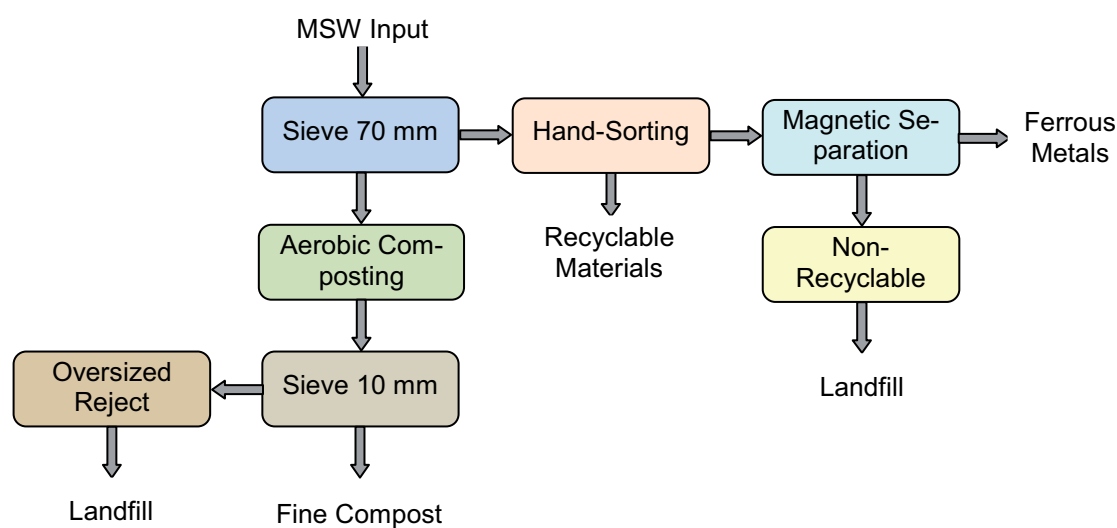 MSW Input
Sieve 70 mm
Hand-Sorting
Magnetic Se-
paration
Ferrous
Metals
Aerobic Com-
posting
Recyclable
Materials
Non-
Recyclable
Oversized
Reject
Sieve 10 mm
Landfill
Landfill
Fine Compost